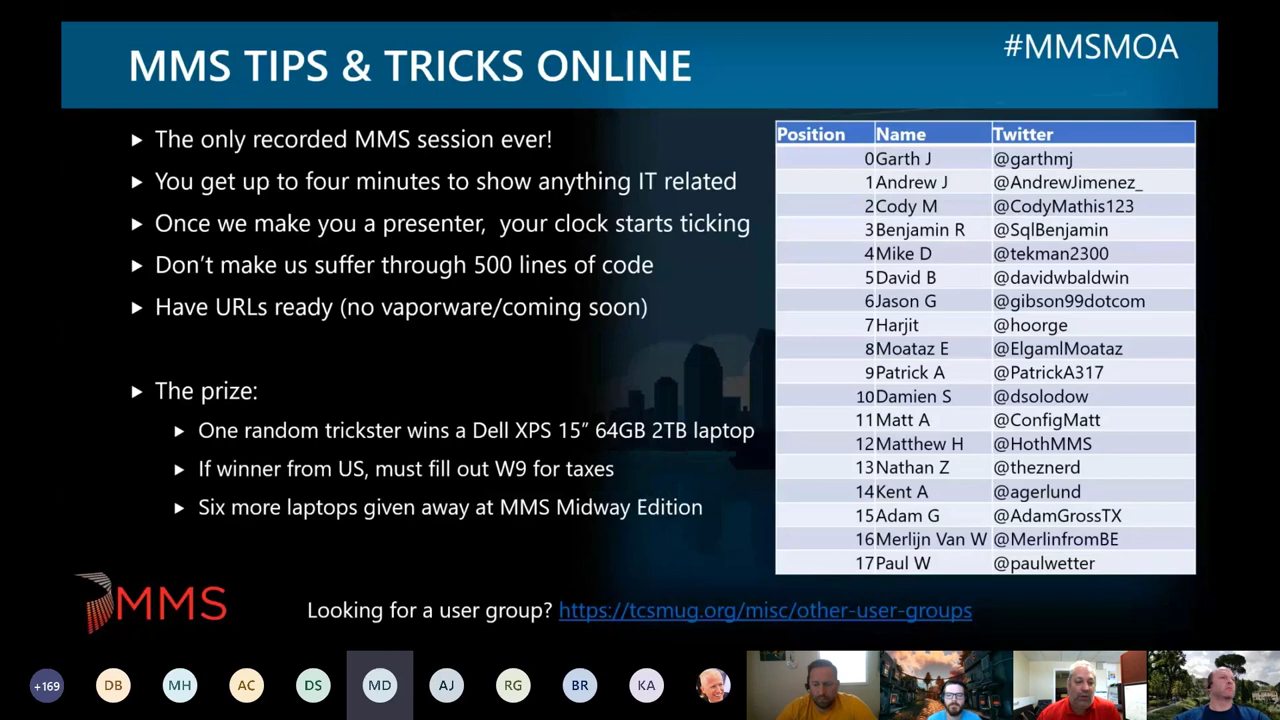 MMS TIPS & TRICKS ONLINE
#MMSMOA
The only recorded MMS session ever!
You get up to four minutes to show anything IT related
Once we make you a presenter, your clock starts ticking
Don't make us suffer through 500 lines of code
Have URLs ready (no vaporware/coming soon)
The prize:
One random trickster wins a Dell XPS 15” 64GB 2TB laptop
If winner from US, must fill out W9 for taxes
Six more laptops given away at MMS Midway Edition
Position Name Twitter
0 Garth J @garthmj
1 Andrew J @AndrewJimenez_
2 Cody M @CodyMathis123
3 Benjamin R @SqlBenjamin
4 Mike D @tekman2300
5 David B @davidwbaldwin
6 Jason G @gibson99dotcom
7 Harjit @hoorge
8 Moataz E @ElgamlMoataz
9 Patrick A @PatrickA317
10 Damien S @dsolodow
11 Matt A @ConfigMatt
12 Matthew H @HothMMS
13 Nathan Z @theznerd
14 Kent A @agerlund
15 Adam G @AdamGrossTX
16 Merlijn Van W @MerlinfromBE
17 Paul W @paulwetter
MMS
Looking for a user group? https://tcsmug.org/misc/other-user-groups
+169 DB MH AC DS MD AJ RG BR KA